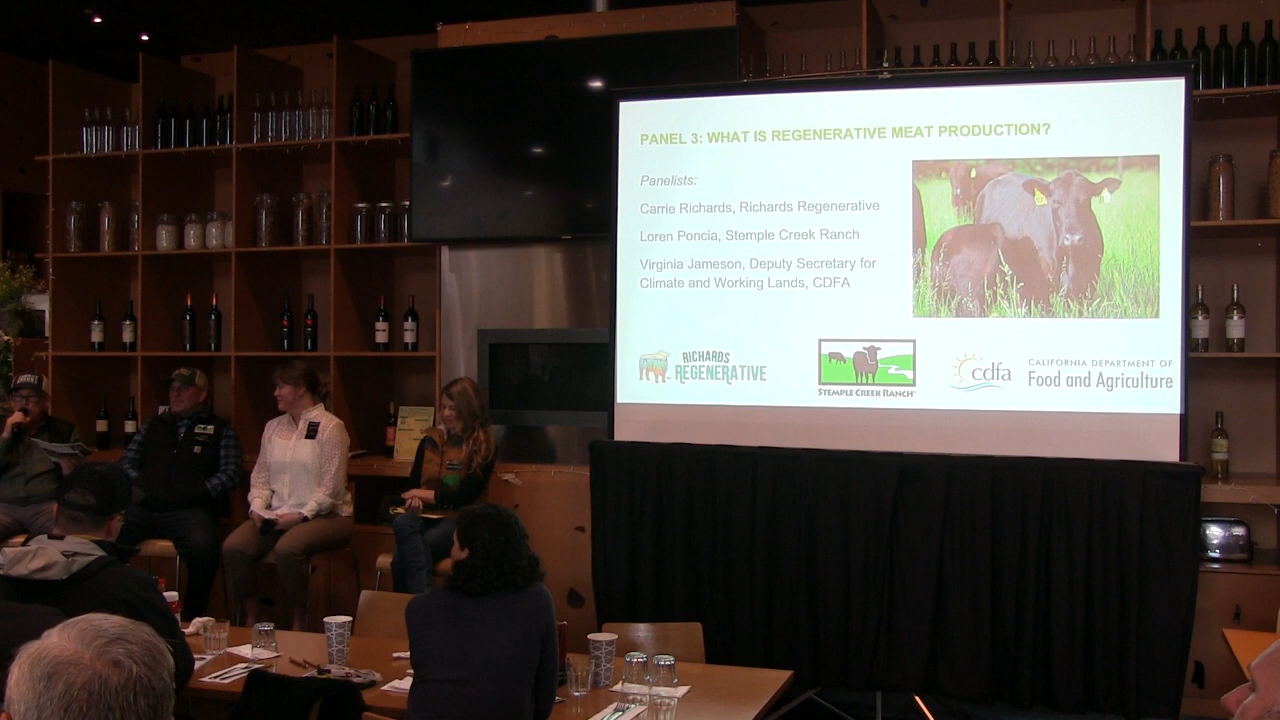 PANEL 3: WHAT IS REGENERATIVE MEAT PRODUCTION?
Panelists:
Carrie Richards, Richards Regenerative
Loren Poncia, Stemple Creek Ranch
Virginia Jameson, Deputy Secretary for
Climate and Working Lands, CDFA
RICHARDS
REGENERATIVE
STEMPLE CREEK RANCH
cdfa
CALIFORNIA DEPARTMENT OF
Food and Agriculture